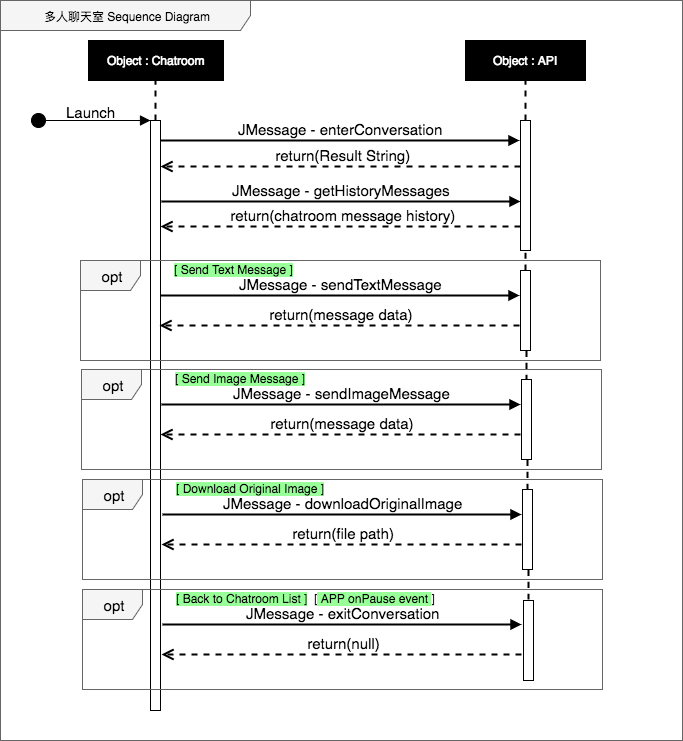 多人聊天室 Sequence Diagram
Object : Chatroom
Object : API
Launch
JMessage - enterConversation
return(Result String)
JMessage - getHistoryMessages
return(chatroom message history)
opt
[ Send Text Message ]
JMessage - sendTextMessage
return(message data)
opt
[ Send Image Message ]
JMessage - sendImageMessage
return(message data)
opt
[ Download Original Image ]
JMessage - downloadOriginalImage
return(file path)
opt
[ Back to Chatroom List ] [ APP onPause event ]
JMessage - exitConversation
return(null)